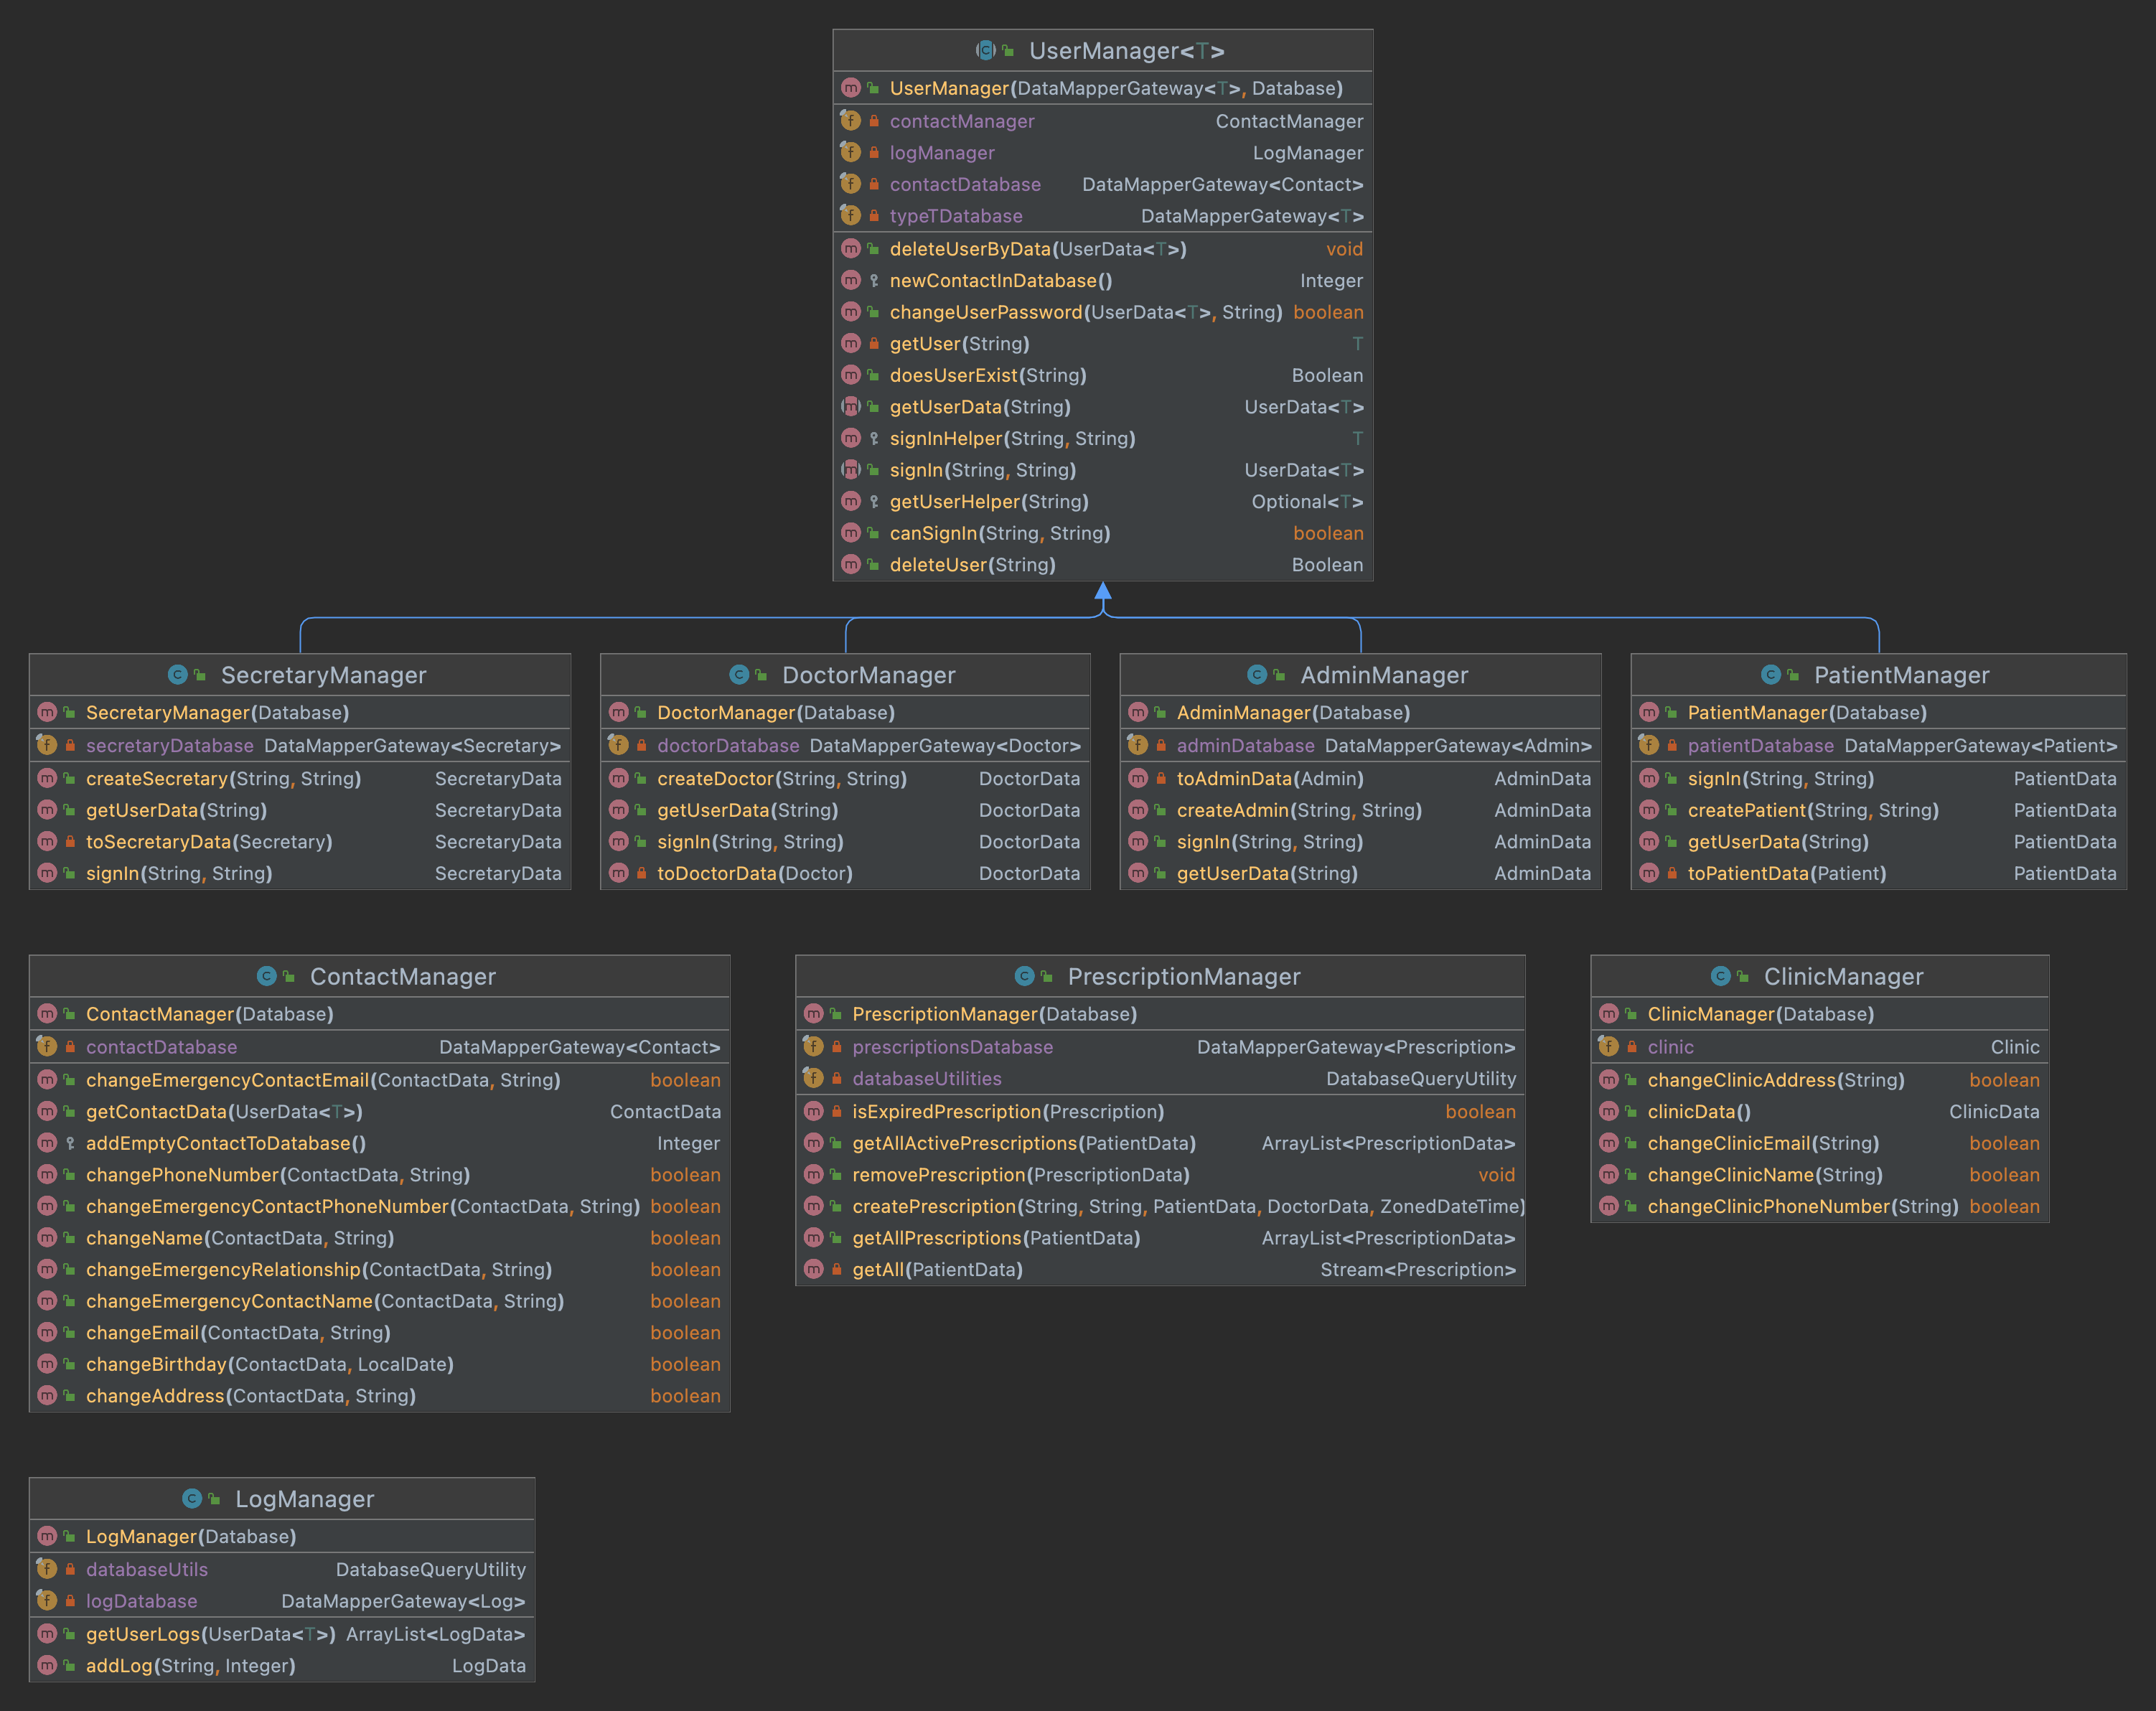 UserManager<T>
UserManager(DataMapperGateway<T>, Database)
contactManager ContactManager
logManager LogManager
contactDatabase DataMapperGateway<Contact>
typeTDatabase DataMapperGateway<T>
deleteUserByData(UserData<T>) void
newContactInDatabase() Integer
changeUserPassword(UserData<T>, String) boolean
getUser(String) T
doesUserExist(String) Boolean
getUserData(String) UserData<T>
signInHelper(String, String) T
signIn(String, String) UserData<T>
getUserHelper(String) Optional<T>
canSignIn(String, String) boolean
deleteUser(String) Boolean
SecretaryManager
SecretaryManager(Database)
secretaryDatabase DataMapperGateway<Secretary>
createSecretary(String, String) SecretaryData
getUserData(String) SecretaryData
toSecretaryData(Secretary) SecretaryData
signIn(String, String) SecretaryData
DoctorManager
DoctorManager(Database)
doctorDatabase DataMapperGateway<Doctor>
createDoctor(String, String) DoctorData
getUserData(String) DoctorData
signIn(String, String) DoctorData
toDoctorData(Doctor) DoctorData
AdminManager
AdminManager(Database)
adminDatabase DataMapperGateway<Admin>
toAdminData(Admin) AdminData
createAdmin(String, String) AdminData
signIn(String, String) AdminData
getUserData(String) AdminData
PatientManager
PatientManager(Database)
patientDatabase DataMapperGateway<Patient>
signIn(String, String) PatientData
createPatient(String, String) PatientData
getUserData(String) PatientData
toPatientData(Patient) PatientData
ContactManager
ContactManager(Database)
contactDatabase DataMapperGateway<Contact>
changeEmergencyContactEmail(ContactData, String) boolean
getContactData(UserData<T>) ContactData
addEmptyContactToDatabase() Integer
changePhoneNumber(ContactData, String) boolean
changeEmergencyContactPhoneNumber(ContactData, String) boolean
changeName(ContactData, String) boolean
changeEmergencyRelationship(ContactData, String) boolean
changeEmergencyContactName(ContactData, String) boolean
changeEmail(ContactData, String) boolean
changeBirthday(ContactData, LocalDate) boolean
changeAddress(ContactData, String) boolean
PrescriptionManager
PrescriptionManager(Database)
prescriptionsDatabase DataMapperGateway<Prescription>
databaseUtilities DatabaseQueryUtility
isExpiredPrescription(Prescription) boolean
getAllActivePrescriptions(PatientData) ArrayList<PrescriptionData>
removePrescription(PrescriptionData) void
createPrescription(String, String, PatientData, DoctorData, ZonedDateTime)
getAllPrescriptions(PatientData) ArrayList<PrescriptionData>
getAll(PatientData) Stream<Prescription>
ClinicManager
ClinicManager(Database)
clinic Clinic
changeClinicAddress(String) boolean
clinicData() ClinicData
changeClinicEmail(String) boolean
changeClinicName(String) boolean
changeClinicPhoneNumber(String) boolean
LogManager
LogManager(Database)
databaseUtils DatabaseQueryUtility
logDatabase DataMapperGateway<Log>
getUserLogs(UserData<T>) ArrayList<LogData>
addLog(String, Integer) LogData